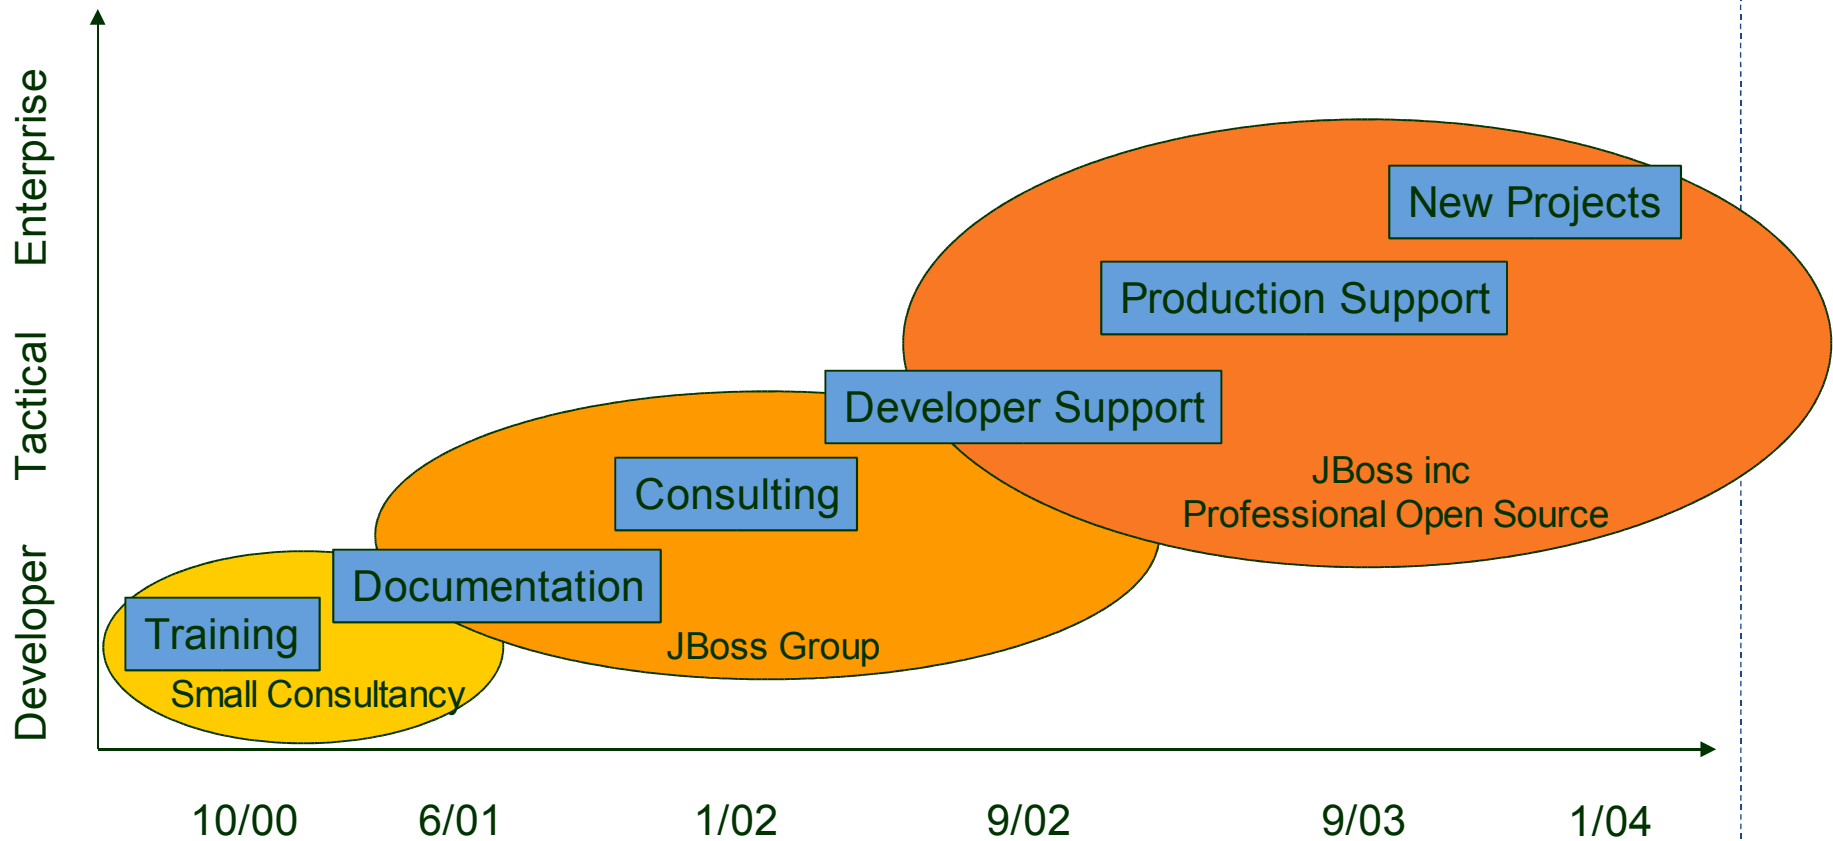 Enterprise
Tactical
Developer
New Projects
Production Support
Developer Support
JBoss inc
Professional Open Source
Consulting
Documentation
JBoss Group
Training
Small Consultancy
10/00
6/01
1/02
9/02
9/03
1/04